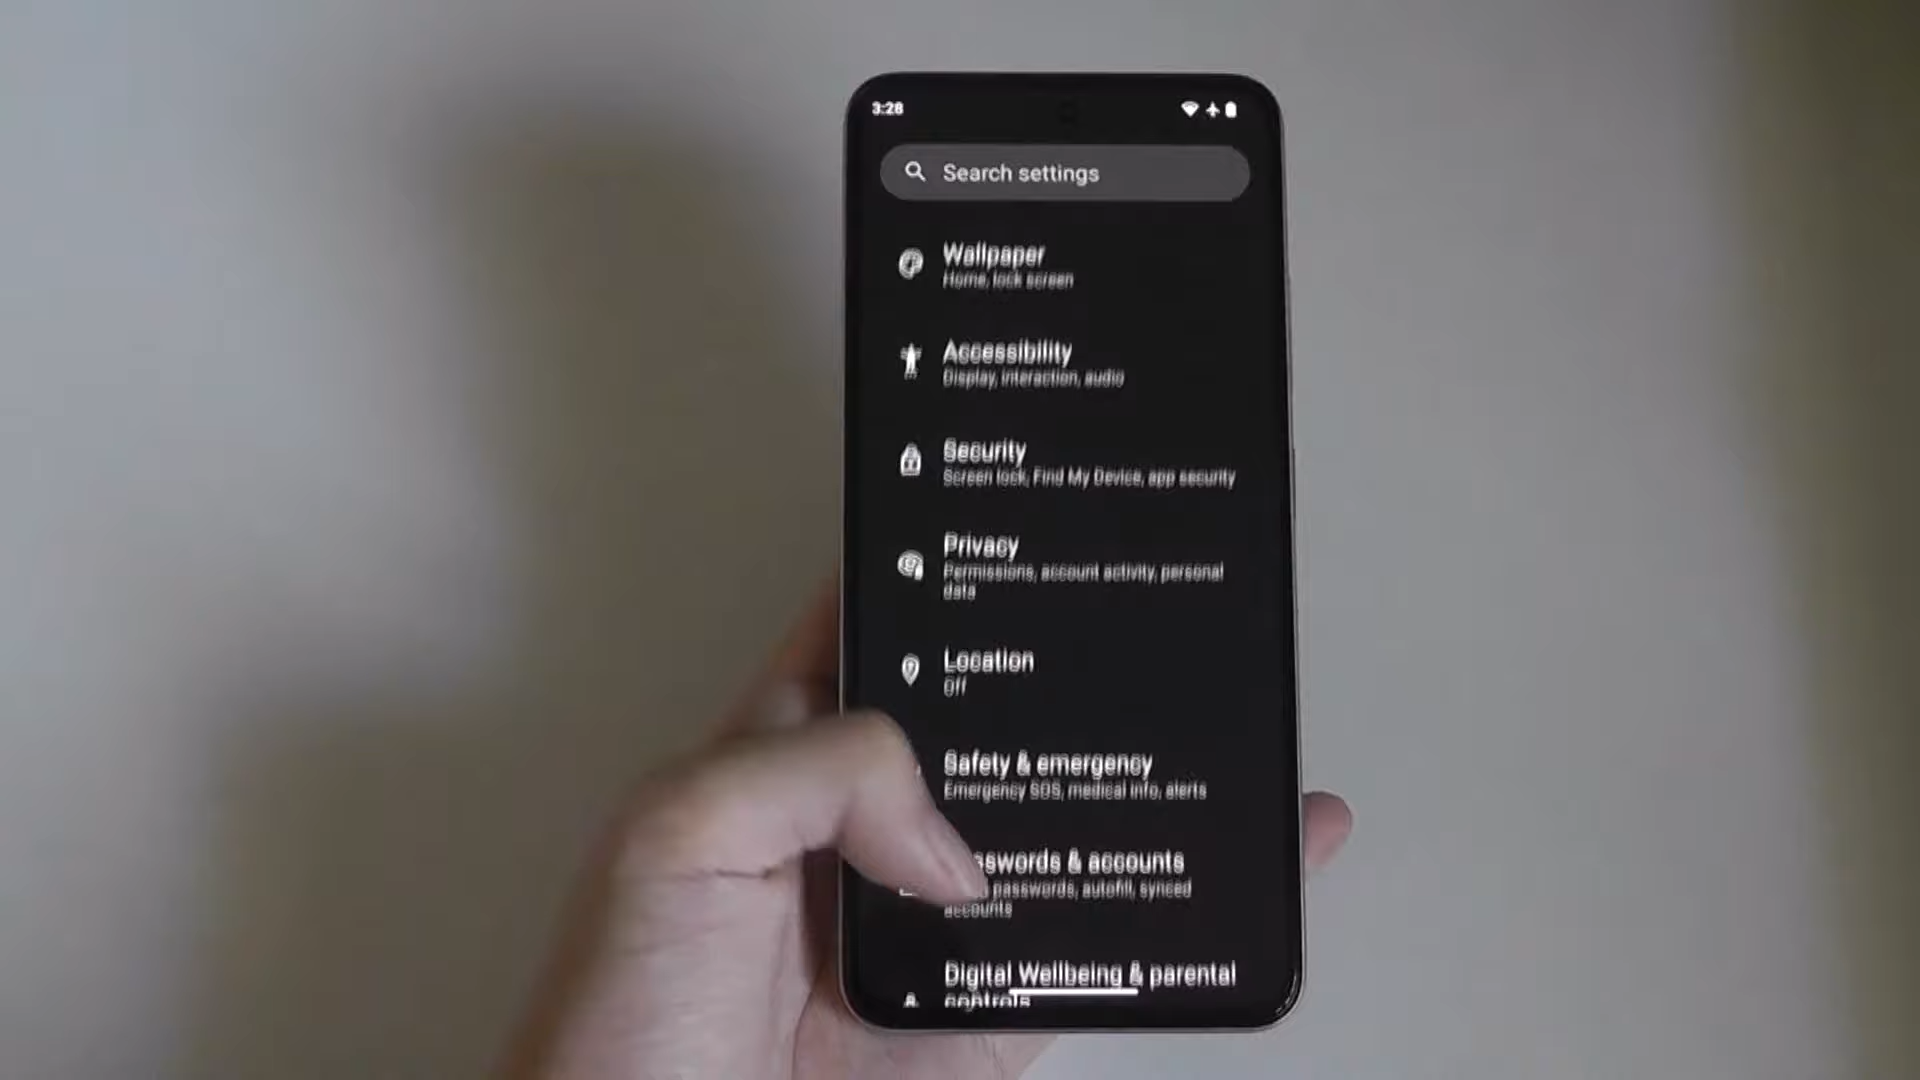 3:28
Search settings
Wallpaper
Home, lock screen
Accessibility
Display, interaction, audio
Security
Screen lock, Find My Device, app security
Privacy
Permissions, account activity, personal
data
Location
Off
Safety & emergency
Emergency SOS, medical info, alerts
sswords & accounts
passwords, autofill, synced
accounts
Digital Wellbeing & parental
controls